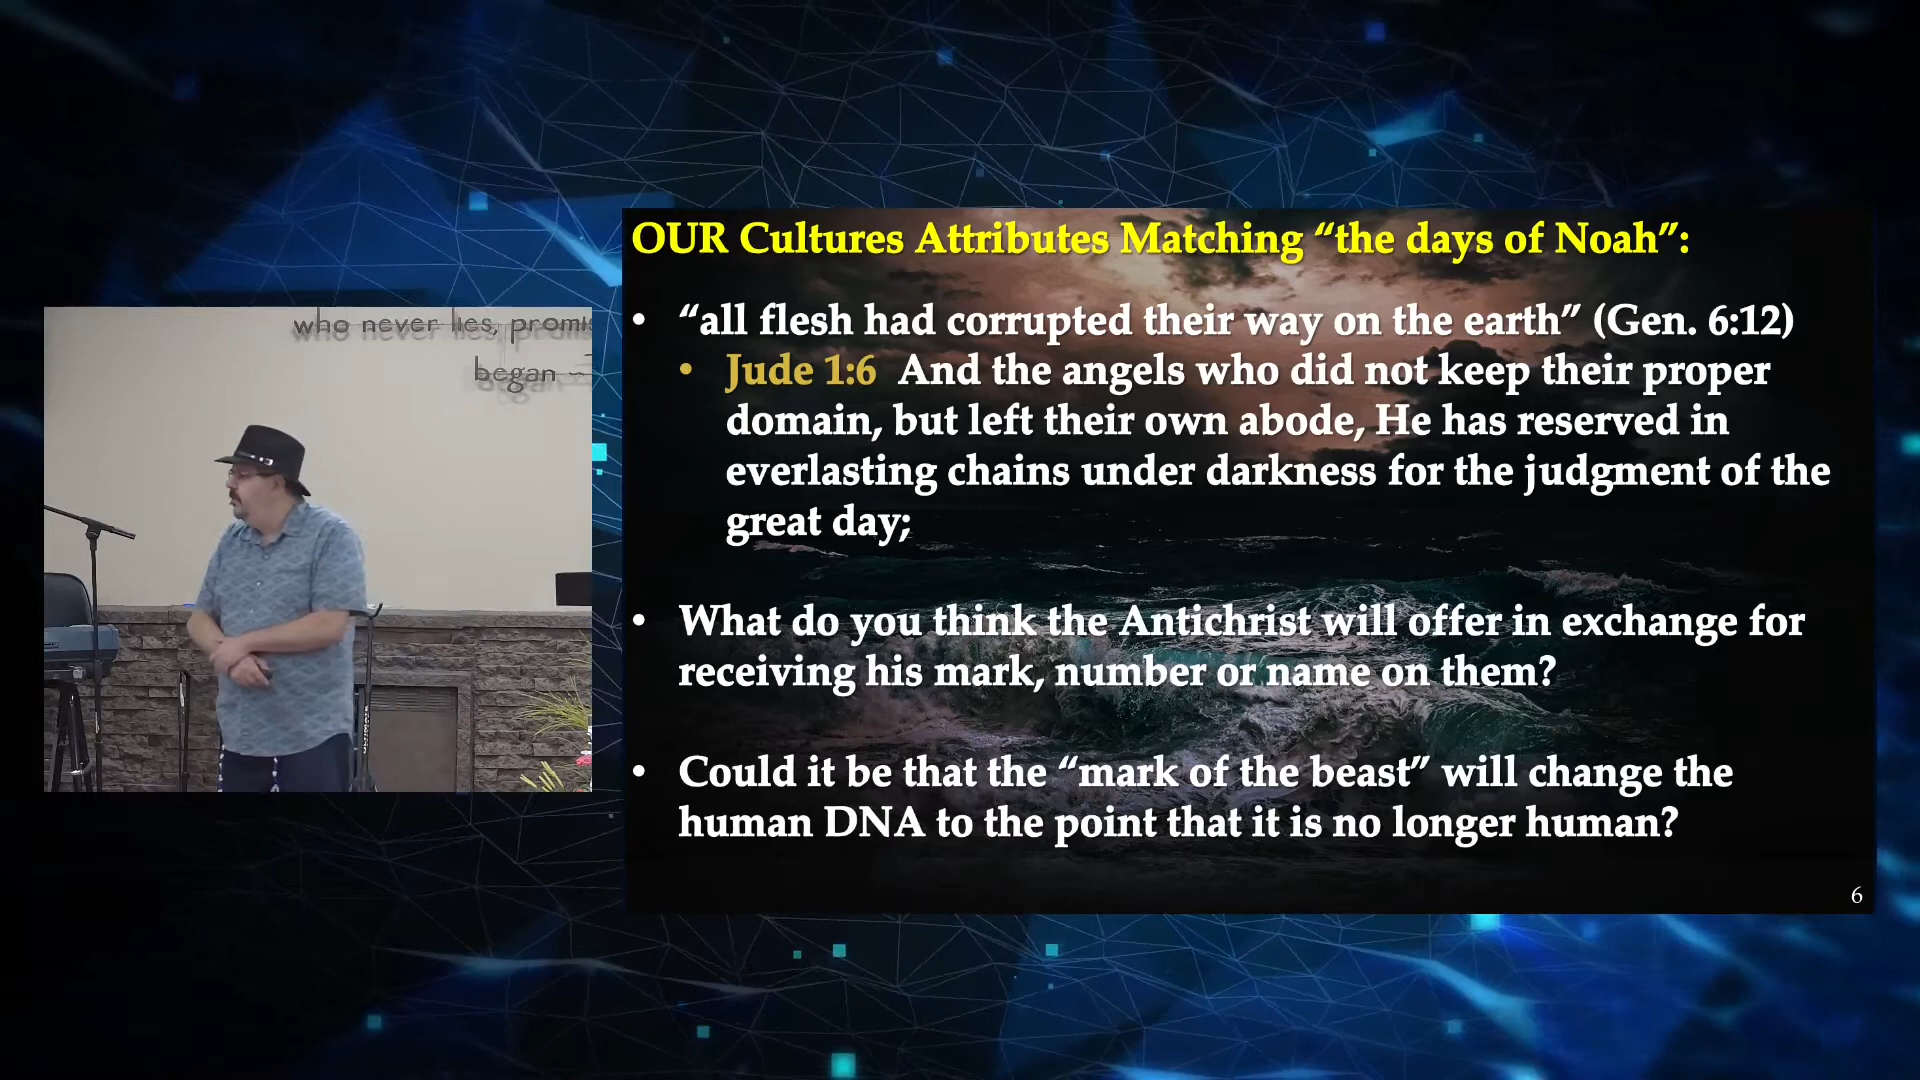 who never lies, promis
began –
OUR Cultures Attributes Matching “the days of Noah”:
• “all flesh had corrupted their way on the earth” (Gen. 6:12)
• Jude 1:6 And the angels who did not keep their proper
domain, but left their own abode, He has reserved in
everlasting chains under darkness for the judgment of the
great day;
• What do you think the Antichrist will offer in exchange for
receiving his mark, number or name on them?
• Could it be that the “mark of the beast” will change the
human DNA to the point that it is no longer human?
6